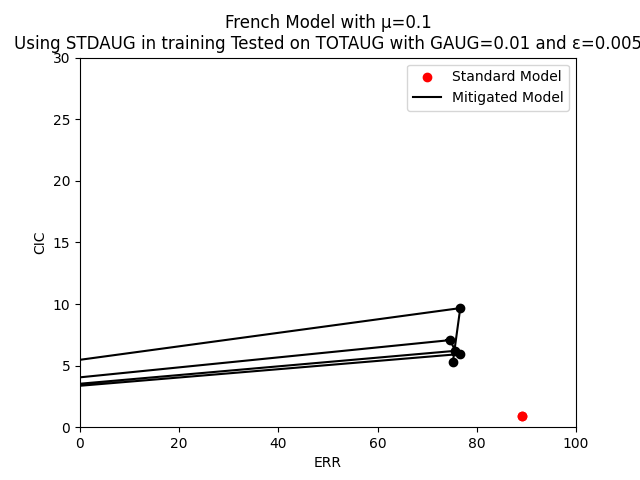 French Model with μ=0.1
Using STDAUG in training Tested on TOTAUG with GAUG=0.01 and ε=0.005
30
25
20
15
10
5
0
CIC
Standard Model
Mitigated Model
0 20 40 60 80 100
ERR